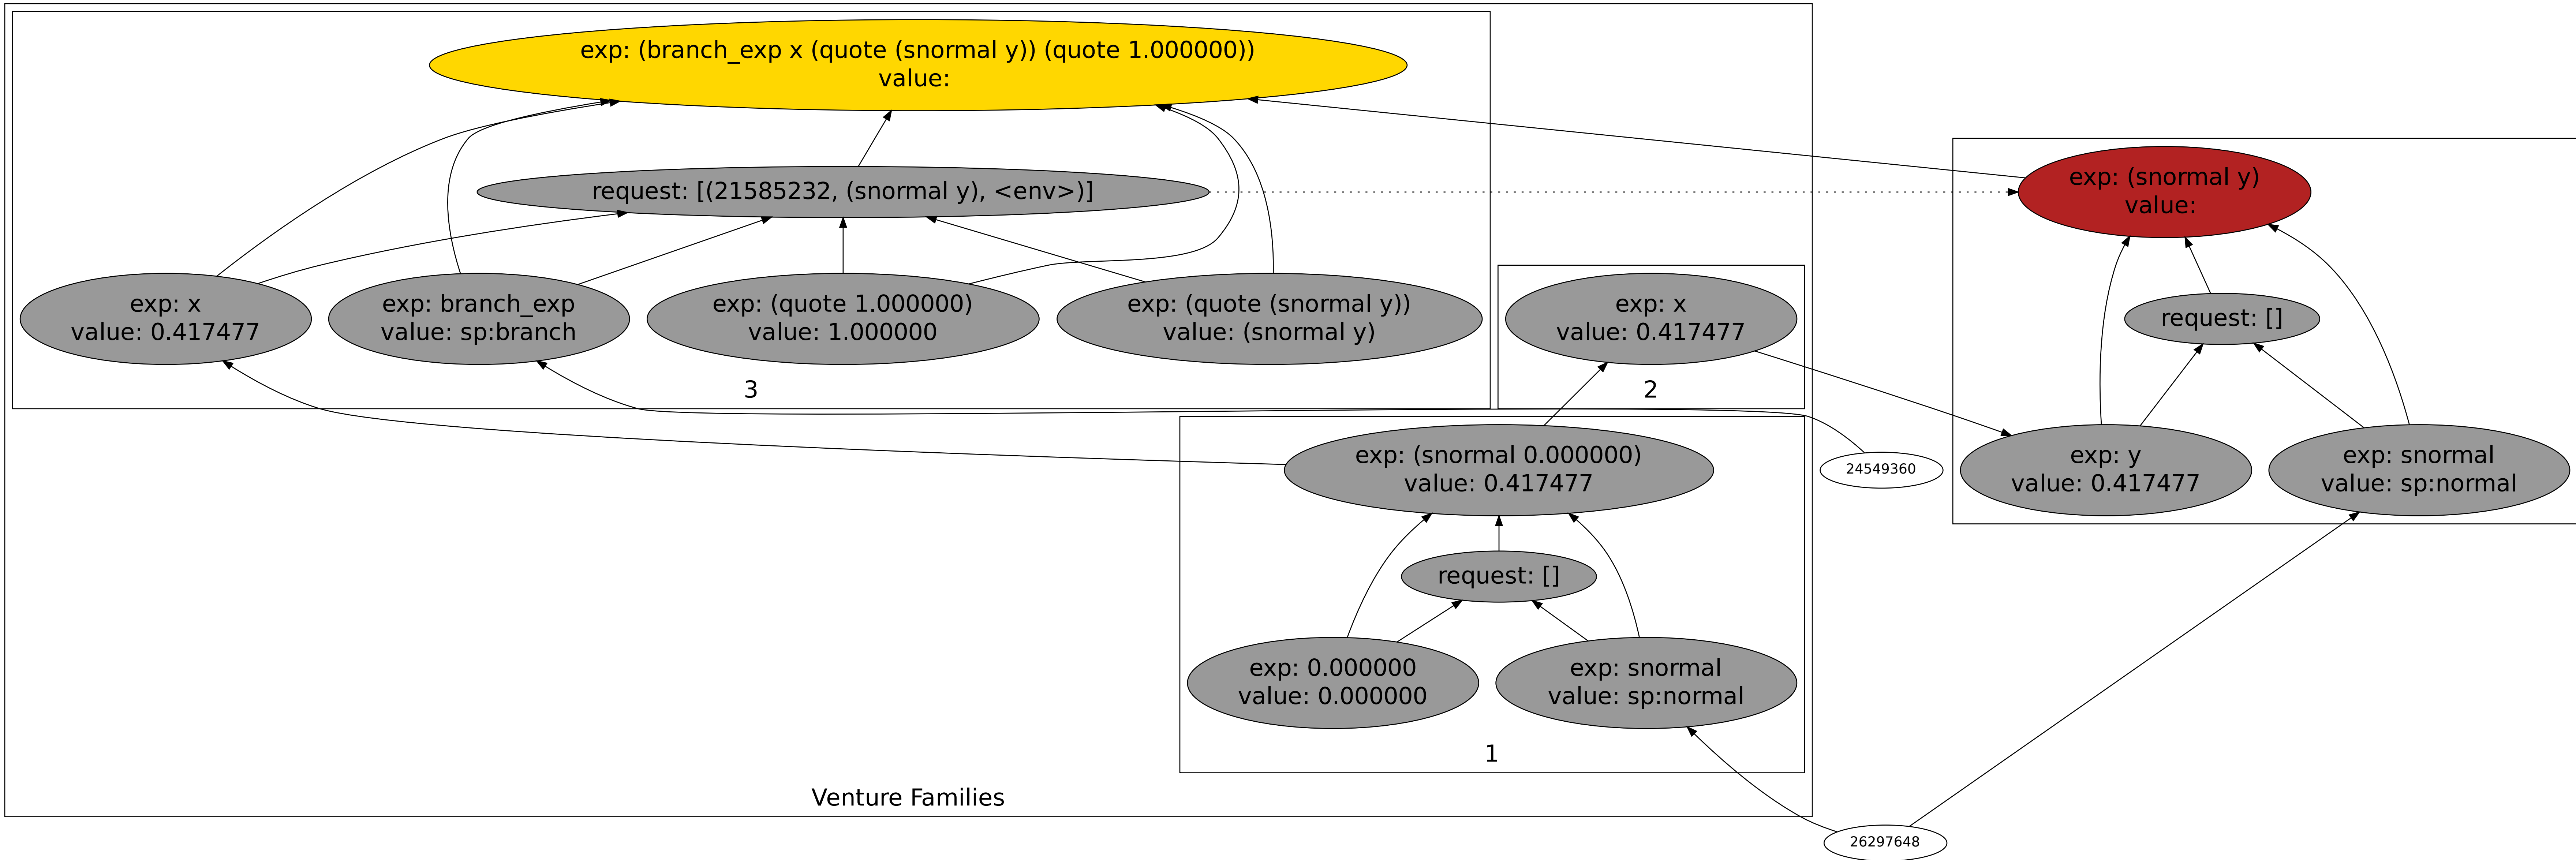 exp: (branch_exp x (quote (snormal y)) (quote 1.000000))
value:
request: [(21585232, (snormal y), <env>)]
exp: x
value: 0.417477
exp: branch_exp
value: sp:branch
exp: (quote 1.000000)
value: 1.000000
exp: (quote (snormal y))
value: (snormal y)
3
exp: x
value: 0.417477
2
exp: (snormal 0.000000)
value: 0.417477
request: []
exp: 0.000000
value: 0.000000
exp: snormal
value: sp:normal
1
Venture Families
exp: (snormal y)
value:
request: []
exp: y
value: 0.417477
exp: snormal
value: sp:normal
24549360
26297648